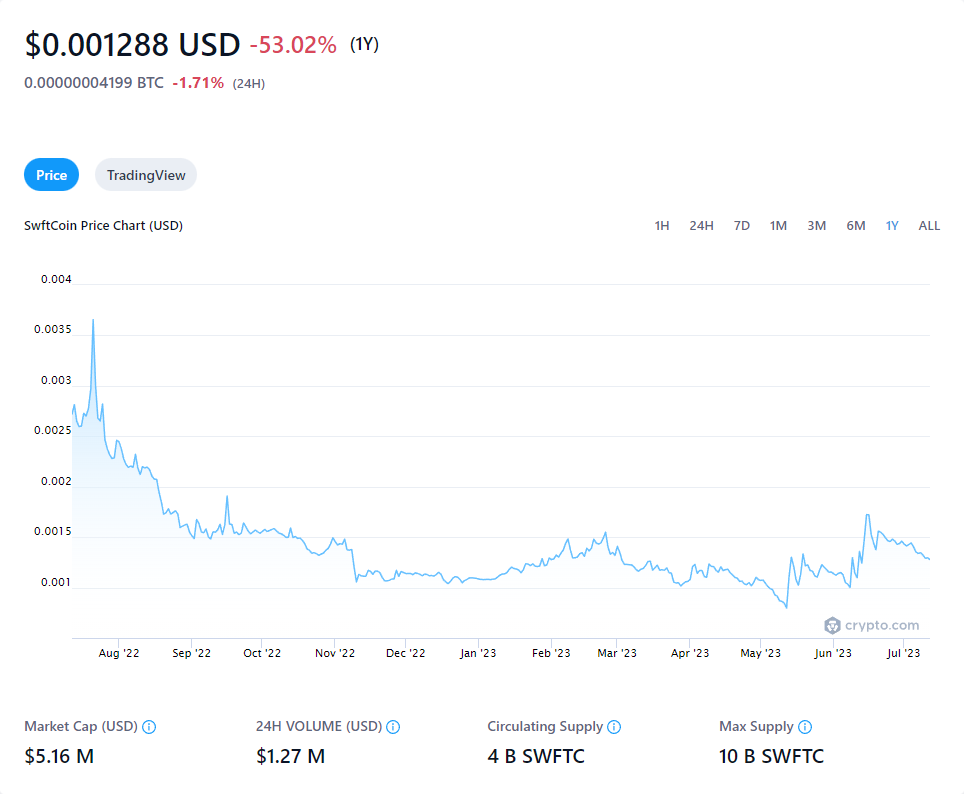 $0.001288 USD -53.02% (1Y)
0.00000004199 BTC -1.71% (24H)
Price TradingView
SwftCoin Price Chart (USD) 1H 24H 7D 1M 3M 6M 1Y ALL
0.004
0.0035
0.003
0.0025
0.002
0.0015
0.001
crypto.com
Aug '22 Sep '22 Oct '22 Nov '22 Dec '22 Jan '23 Feb '23 Mar '23 Apr '23 May '23 Jun '23 Jul '23
Market Cap (USD) 24H VOLUME (USD) Circulating Supply Max Supply
$5.16 M $1.27 M 4 B SWFTC 10 B SWFTC